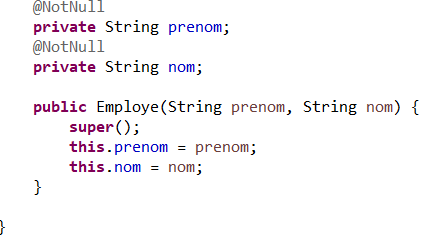 @NotNull
private String prenom;
@NotNull
private String nom;
public Employe(String prenom, String nom) {
super();
this.prenom = prenom;
this.nom = nom;
}
}